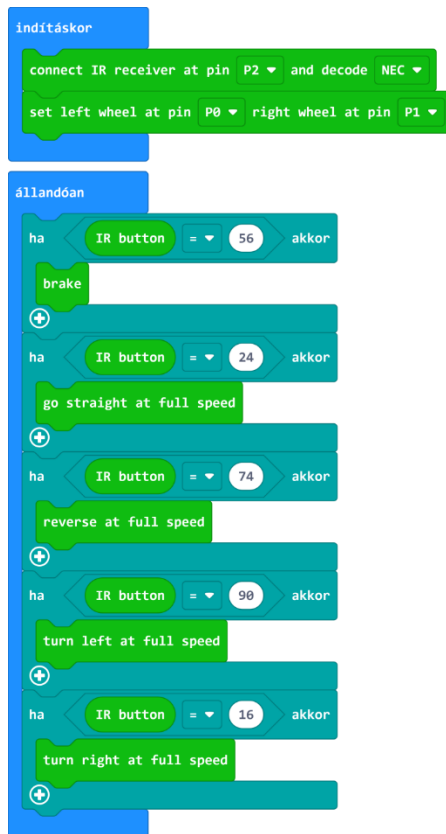 indításkor
connect IR receiver at pin P2 and decode NEC
set left wheel at pin P0 right wheel at pin P1
állandóan
ha IR button = 56 akkor
brake
ha IR button = 24 akkor
go straight at full speed
ha IR button = 74 akkor
reverse at full speed
ha IR button = 90 akkor
turn left at full speed
ha IR button = 16 akkor
turn right at full speed